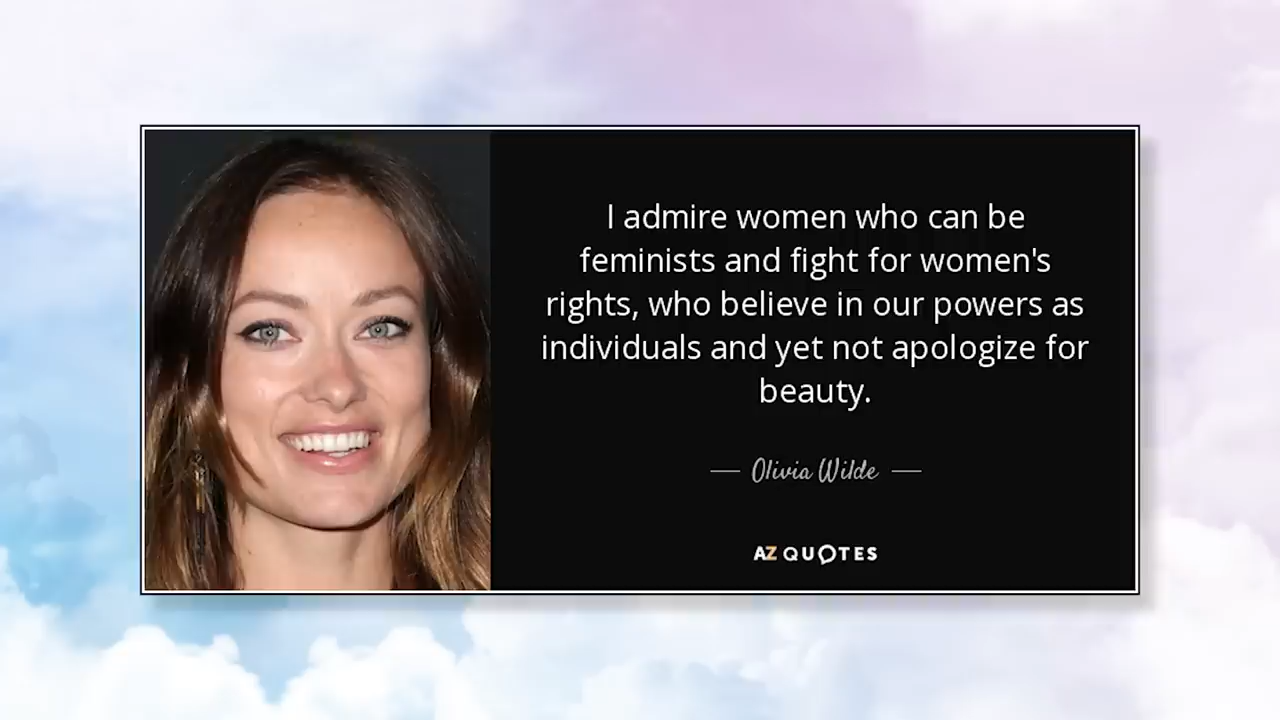 I admire women who can be
feminists and fight for women's
rights, who believe in our powers as
individuals and yet not apologize for
beauty.
Olivia Wilde
AZ QUOTES